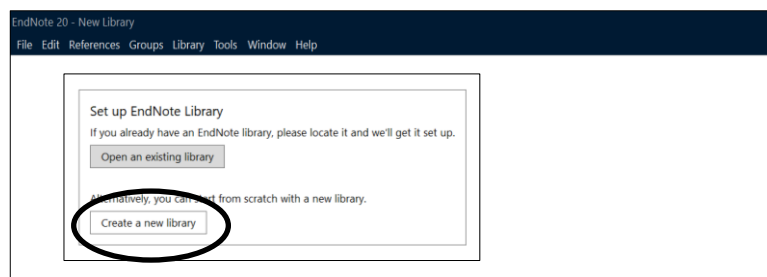 EndNote 20 - New Library
File Edit References Groups Library Tools Window Help
Set up EndNote Library
If you already have an EndNote library, please locate it and we'll get it set up.
Open an existing library
Alternatively, you can start from scratch with a new library.
Create a new library